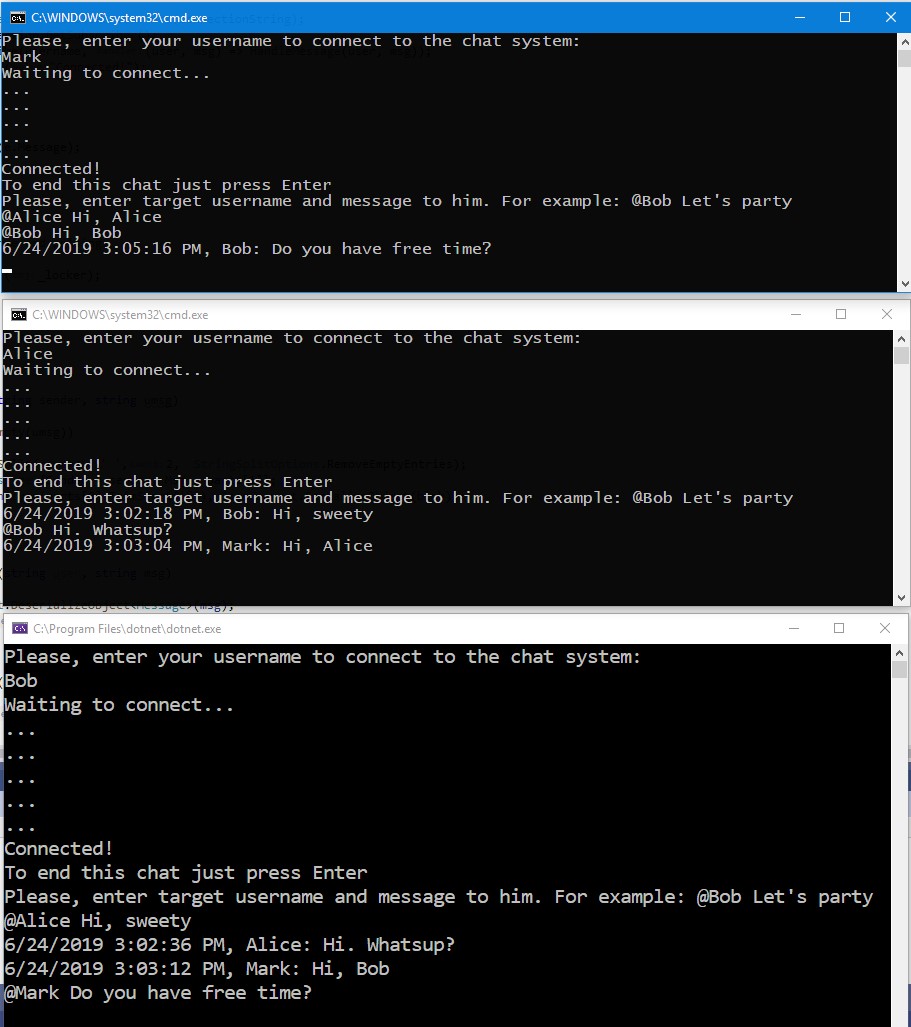 C:\WINDOWS\system32\cmd.exe
Please, enter your username to connect to the chat system:
Mark
Waiting to connect...
...
...
...
...
...
Connected!
To end this chat just press Enter
Please, enter target username and message to him. For example: @Bob Let's party
@Alice Hi, Alice
@Bob Hi, Bob
6/24/2019 3:05:16 PM, Bob: Do you have free time?
C:\WINDOWS\system32\cmd.exe
Please, enter your username to connect to the chat system:
Alice
Waiting to connect...
...
...
...
...
...
Connected!
To end this chat just press Enter
Please, enter target username and message to him. For example: @Bob Let's party
6/24/2019 3:02:18 PM, Bob: Hi, sweety
@Bob Hi. Whatsup?
6/24/2019 3:03:04 PM, Mark: Hi, Alice
C:\Program Files\dotnet\dotnet.exe
Please, enter your username to connect to the chat system:
Bob
Waiting to connect...
...
...
...
...
...
Connected!
To end this chat just press Enter
Please, enter target username and message to him. For example: @Bob Let's party
@Alice Hi, sweety
6/24/2019 3:02:36 PM, Alice: Hi. Whatsup?
6/24/2019 3:03:12 PM, Mark: Hi, Bob
@Mark Do you have free time?